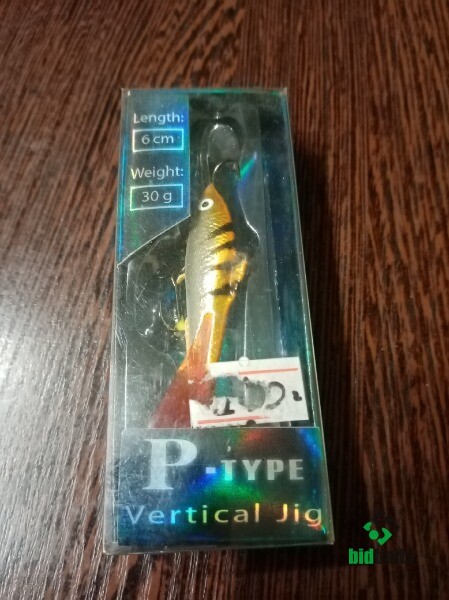 Length:
6 cm
Weight:
30 g
P-TYPE
Vertical Jig
bid